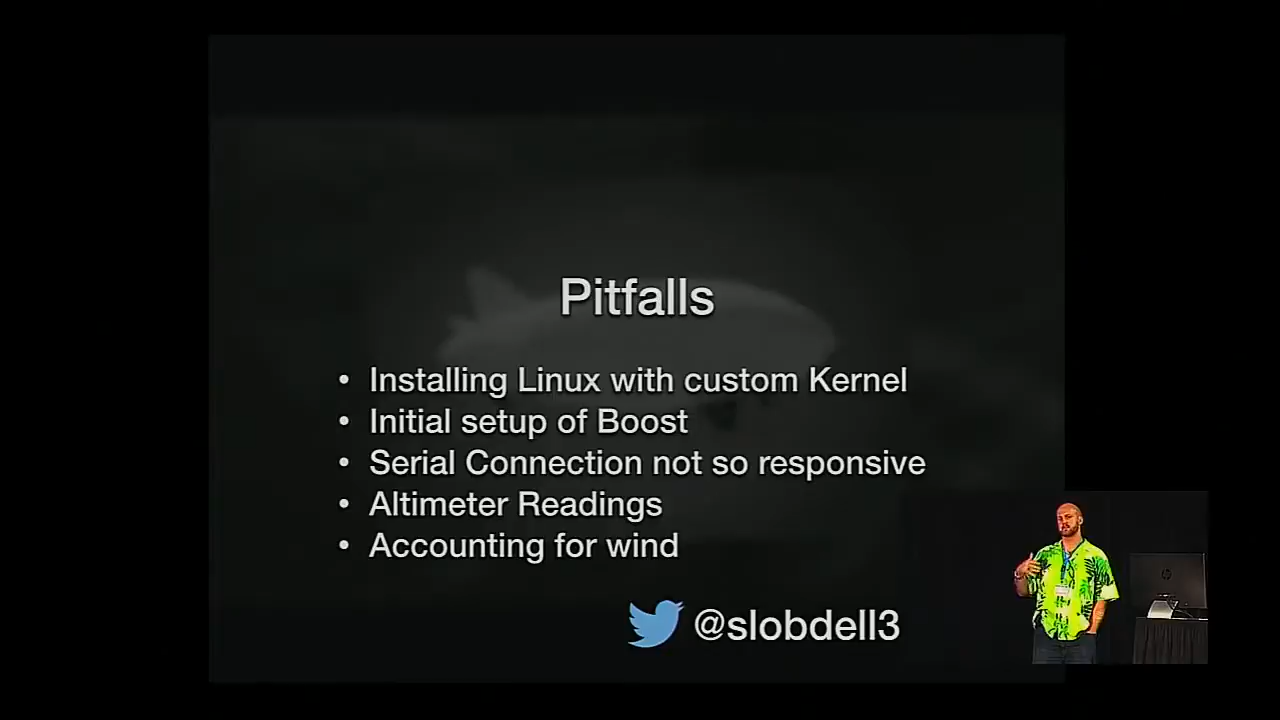 Pitfalls
• Installing Linux with custom Kernel
• Initial setup of Boost
• Serial Connection not so responsive
• Altimeter Readings
• Accounting for wind
@slobdell3